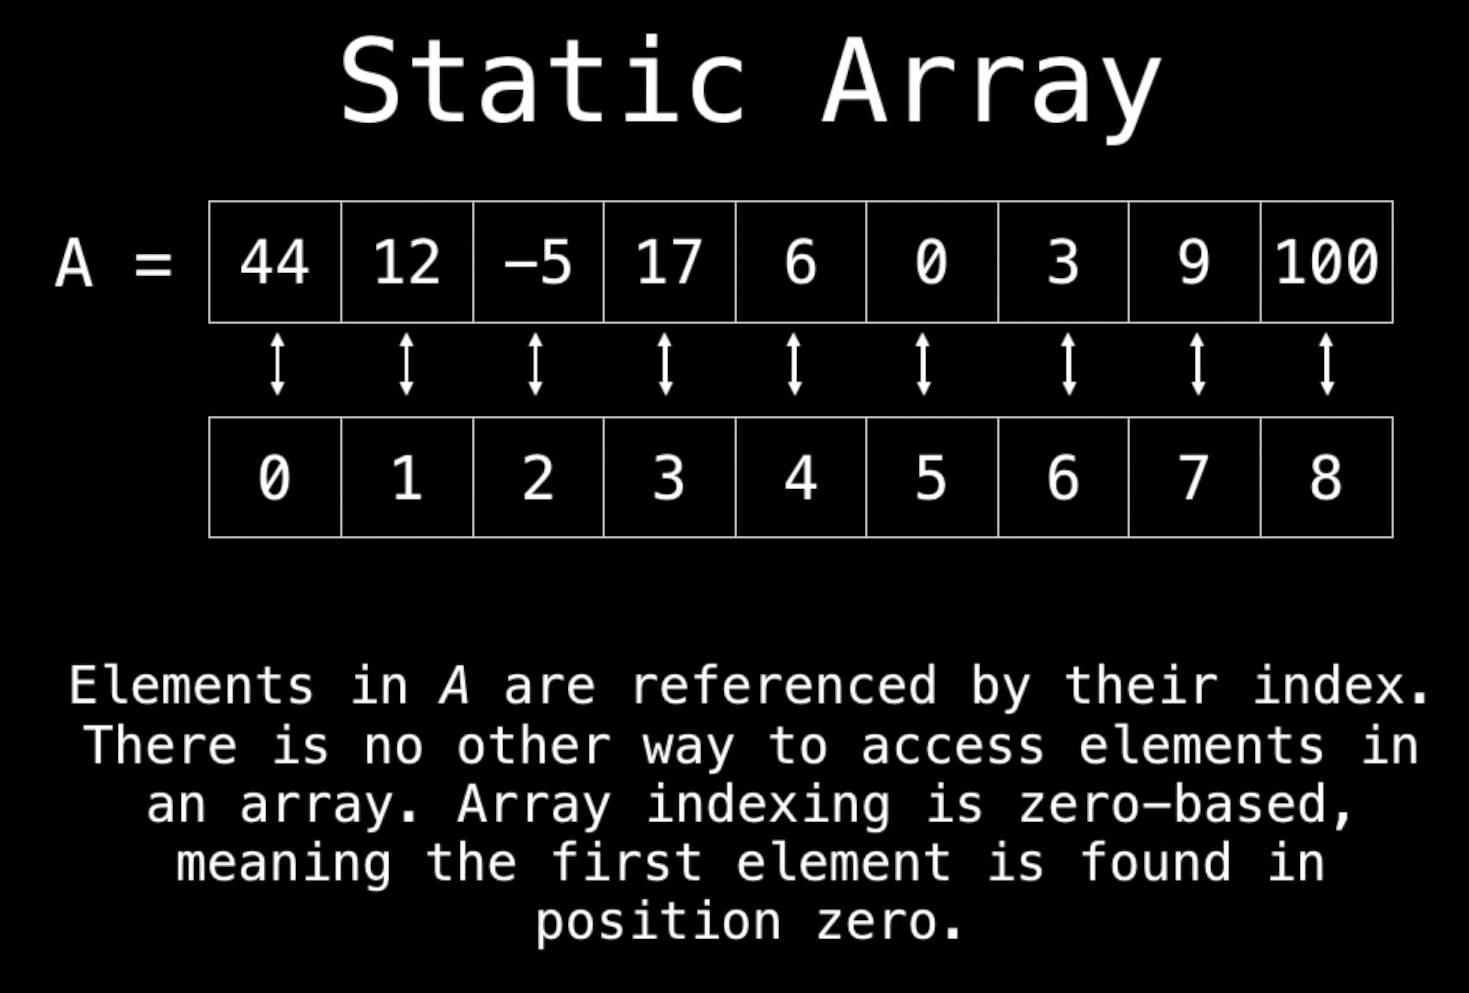 Static Array
A = 44 12 −5 17 6 0 3 9 100
0 1 2 3 4 5 6 7 8
Elements in A are referenced by their index.
There is no other way to access elements in
an array. Array indexing is zero−based,
meaning the first element is found in
position zero.